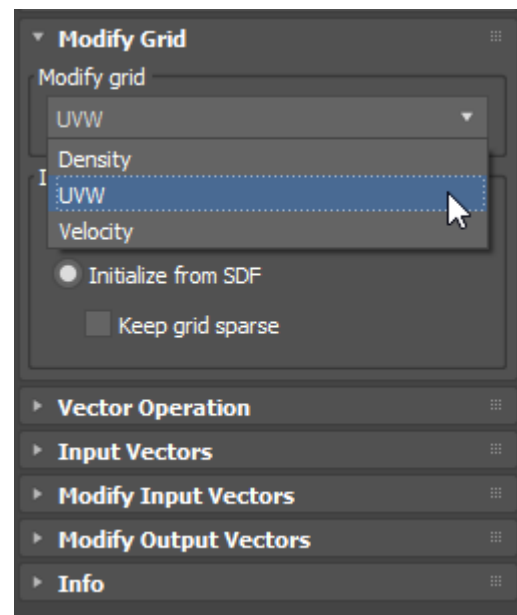 Modify Grid
Modify grid
UVW
Density
UVW
Velocity
Initialize from SDF
Keep grid sparse
Vector Operation
Input Vectors
Modify Input Vectors
Modify Output Vectors
Info